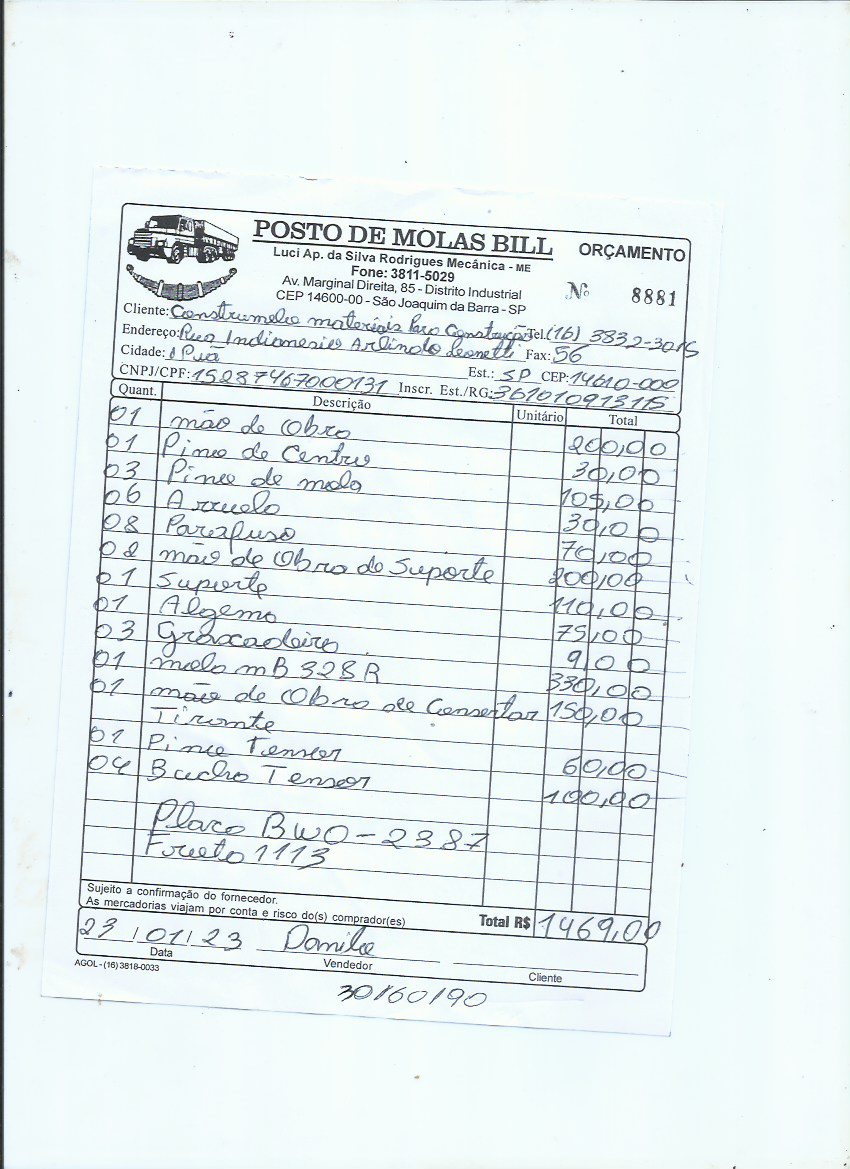 POSTO DE MOLAS BILL
ORÇAMENTO
Luci Ap. da Silva Rodrigues Mecânica - ME
Fone: 3811-5029
Av. Marginal Direita, 85 - Distrito Industrial
CEP 14600-00 - São Joaquim da Barra - SP
Nº 8881
Cliente: Construmelo materiais Para Construção Tel. (16) 3832-3015
Endereço: Rua Arlindo Fax: 56
Cidade: IPuã Est.: SP CEP: 14610-000
CNPJ/CPF: 15287467000131 Inscr. Est./RG: 361010913115
Quant. Descrição Unitário Total
01 mão de Obra 200,00
01 Pino de Centro 30,00
03 Pino de mola 105,00
06 Arruela 30,00
08 Parafuso 70,00
02 mão de Obra de Suporte 200,00
01 Suporte 110,00
01 Algema 75,00
03 Graxadeira 9,00
01 mola mB 328 R 330,00
01 mão de Obra de Consertar 150,00
Tirante
01 Pino Tensor 60,00
04 Bucha Tensor 100,00
Placa BWO-2387
1113
Sujeito a confirmação do fornecedor.
As mercadorias viajam por conta e risco do(s) comprador(es)
Total R$ 1469,00
23/01/23 Danilo
Data Vendedor Cliente
AGOL - (16) 3818-0033
30/60/90